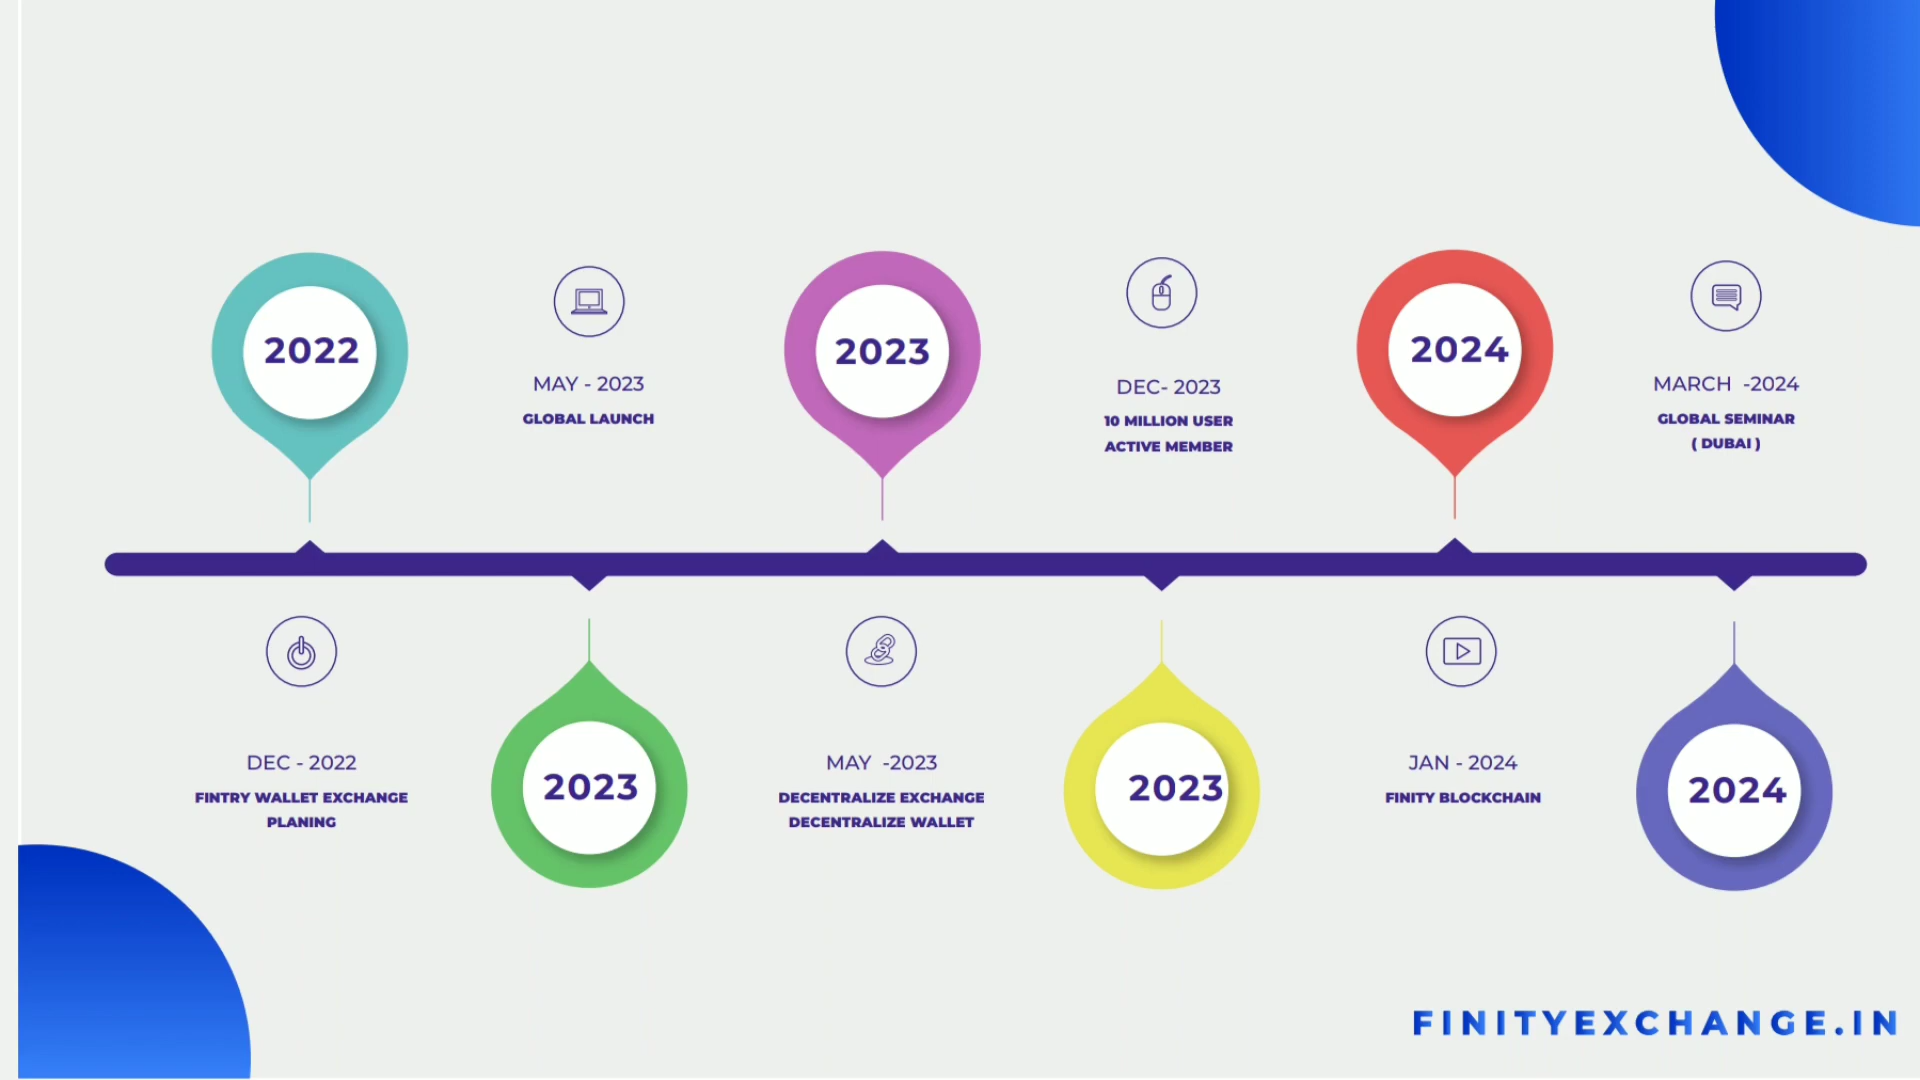 2022
MAY - 2023
GLOBAL LAUNCH
2023
DEC- 2023
10 MILLION USER
ACTIVE MEMBER
2024
MARCH -2024
GLOBAL SEMINAR
( DUBAI )
DEC - 2022
FINTRY WALLET EXCHANGE
PLANING
2023
MAY -2023
DECENTRALIZE EXCHANGE
DECENTRALIZE WALLET
2023
JAN - 2024
FINITY BLOCKCHAIN
2024
FINITYEXCHANGE.IN